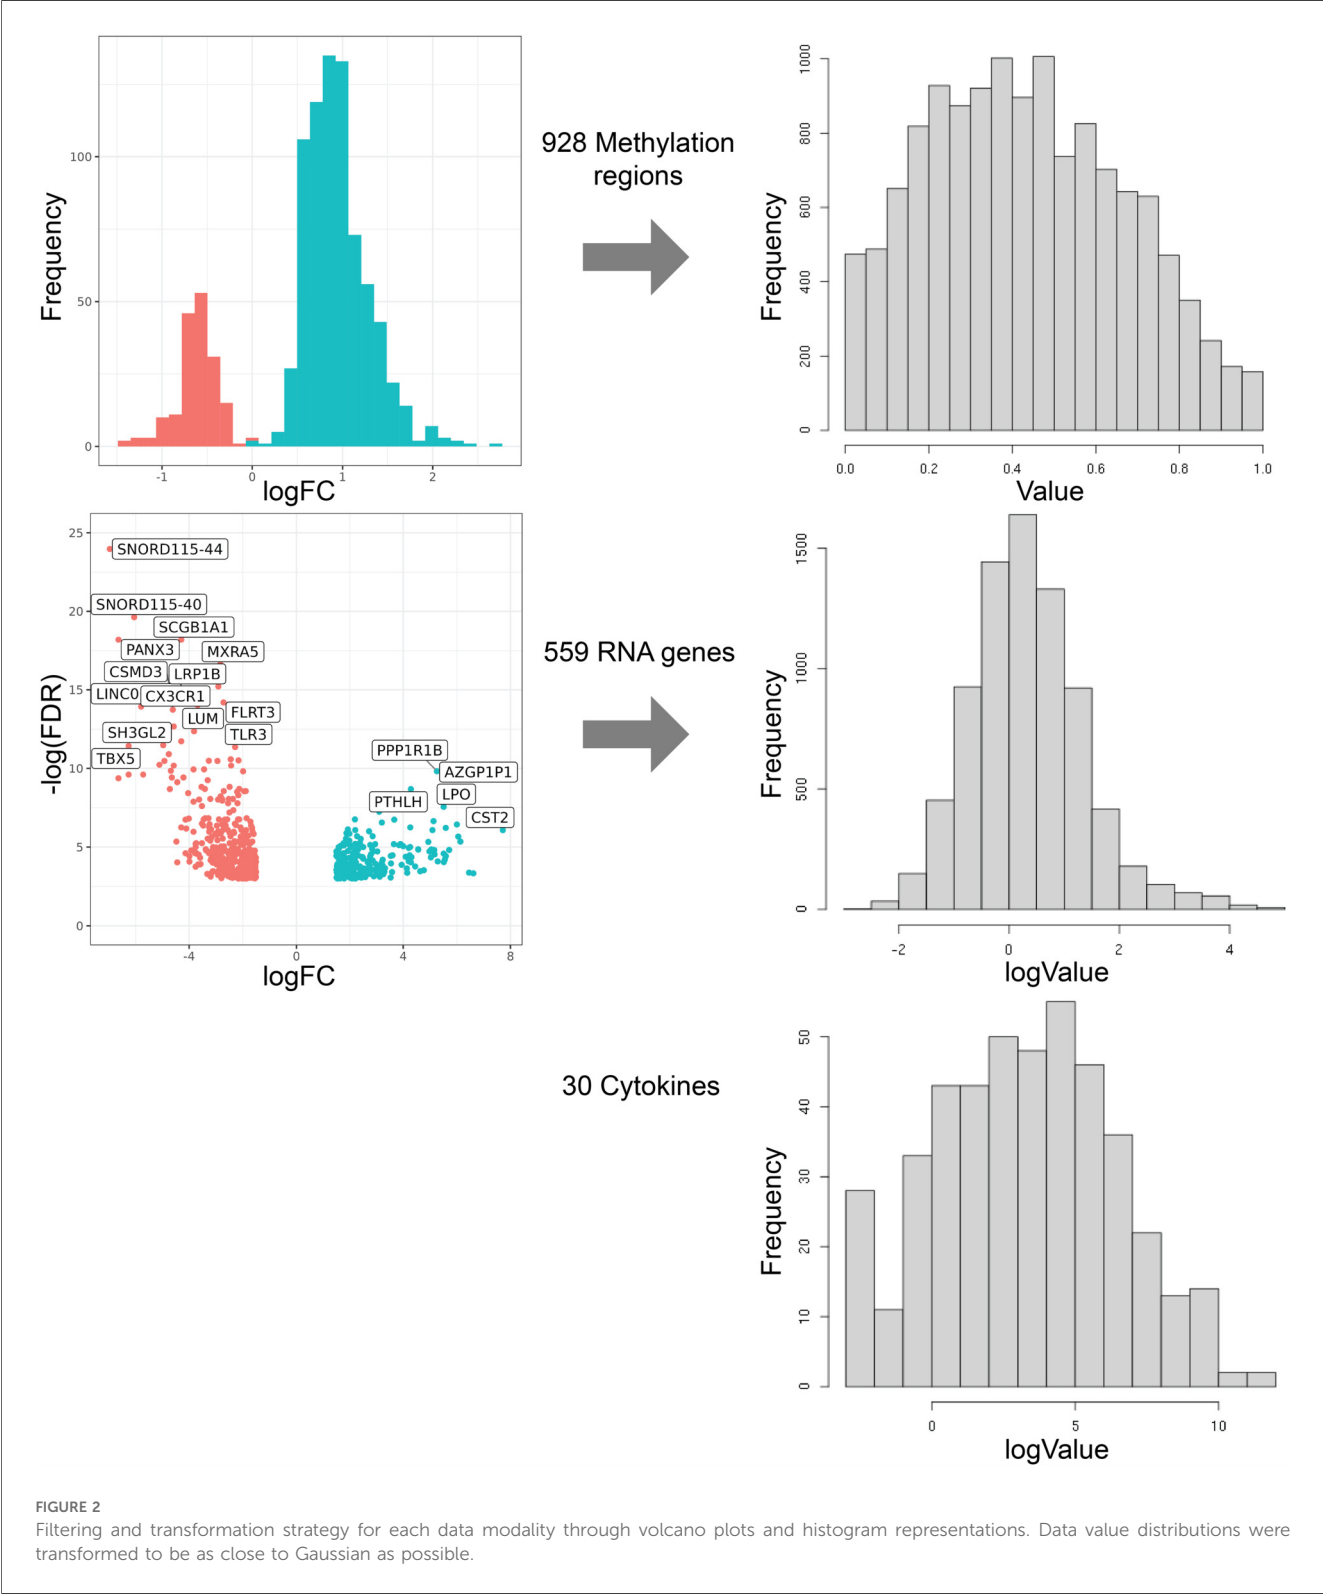 Frequency
100
50
0
-1
0
1
2
logFC
928 Methylation
regions
Frequency
1000
800
600
400
200
0
0.0
0.2
0.4
0.6
0.8
1.0
Value
-log(FDR)
25
20
15
10
5
0
SNORD115-44
SNORD115-40
SCGB1A1
PANX3
MXRA5
CSMD3
LRP1B
LINC0
CX3CR1
LUM
FLRT3
SH3GL2
TLR3
TBX5
PPP1R1B
AZGP1P1
LPO
PTHLH
CST2
-4
0
4
8
logFC
559 RNA genes
Frequency
1500
1000
500
0
-2
0
2
4
logValue
30 Cytokines
Frequency
50
40
30
20
10
0
0
5
10
logValue
FIGURE 2
Filtering and transformation strategy for each data modality through volcano plots and histogram representations. Data value distributions were
transformed to be as close to Gaussian as possible.